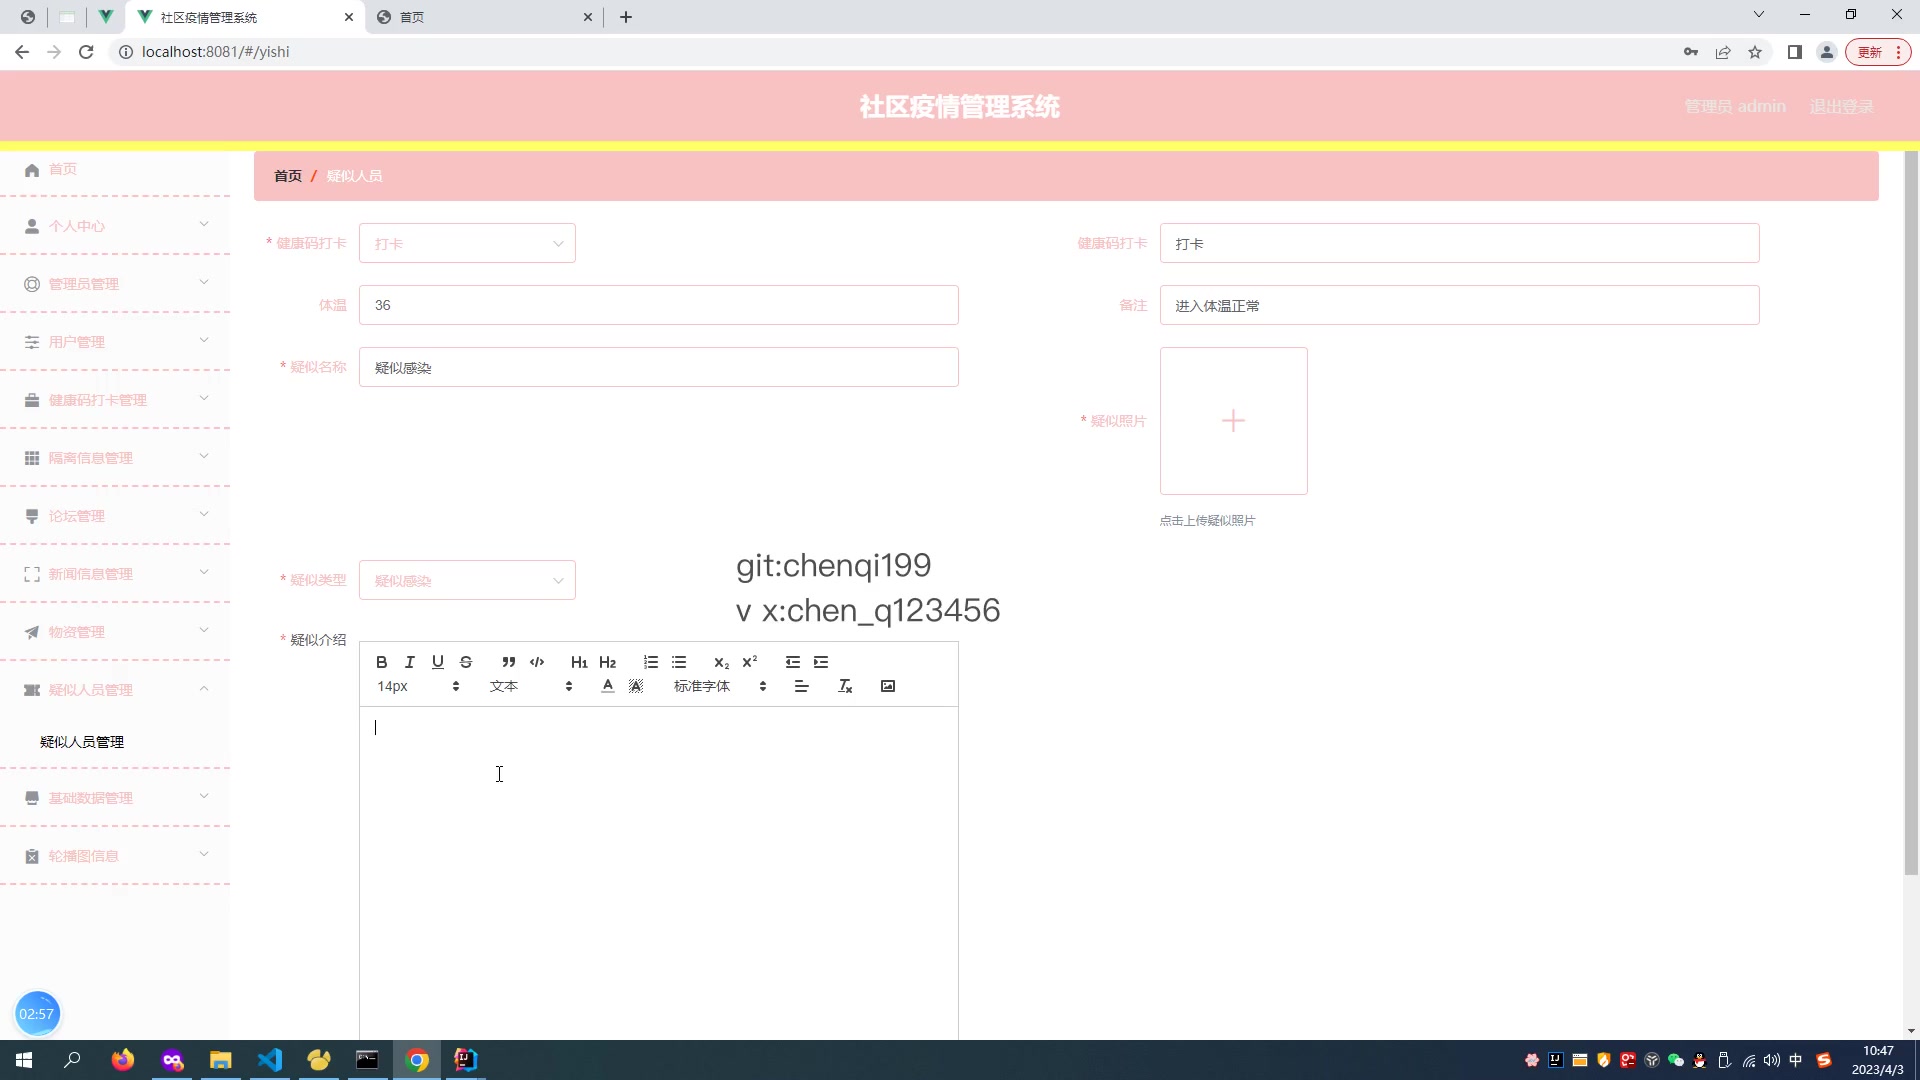 社区疫情管理系统
首页
localhost:8081/#/yishi
更新
社区疫情管理系统
管理员 admin
退出登录
首页
个人中心
管理员管理
用户管理
健康码打卡管理
隔离信息管理
论坛管理
新闻信息管理
物资管理
疑似人员管理
疑似人员管理
基础数据管理
轮播图信息
首页 / 疑似人员
* 健康码打卡 打卡
健康码打卡 打卡
体温 36
备注 进入体温正常
* 疑似名称 疑似感染
* 疑似照片
点击上传疑似照片
* 疑似类型 疑似感染
git:chenqi199
v x:chen_q123456
* 疑似介绍
B I U S H1 H2 X2 X2
14px 文本 A A 标准字体 Tx
02:57
中
10:47
2023/4/3